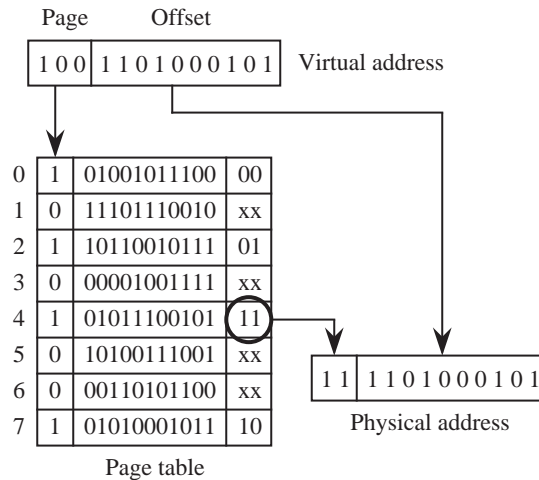 Page Offset
1 0 0 1 1 0 1 0 0 0 1 0 1 Virtual address
0 1 01001011100 00
1 0 11101110010 xx
2 1 10110010111 01
3 0 00001001111 xx
4 1 01011100101 11
5 0 10100111001 xx
6 0 00110101100 xx
7 1 01010001011 10
Page table
1 1 1 1 0 1 0 0 0 1 0 1
Physical address